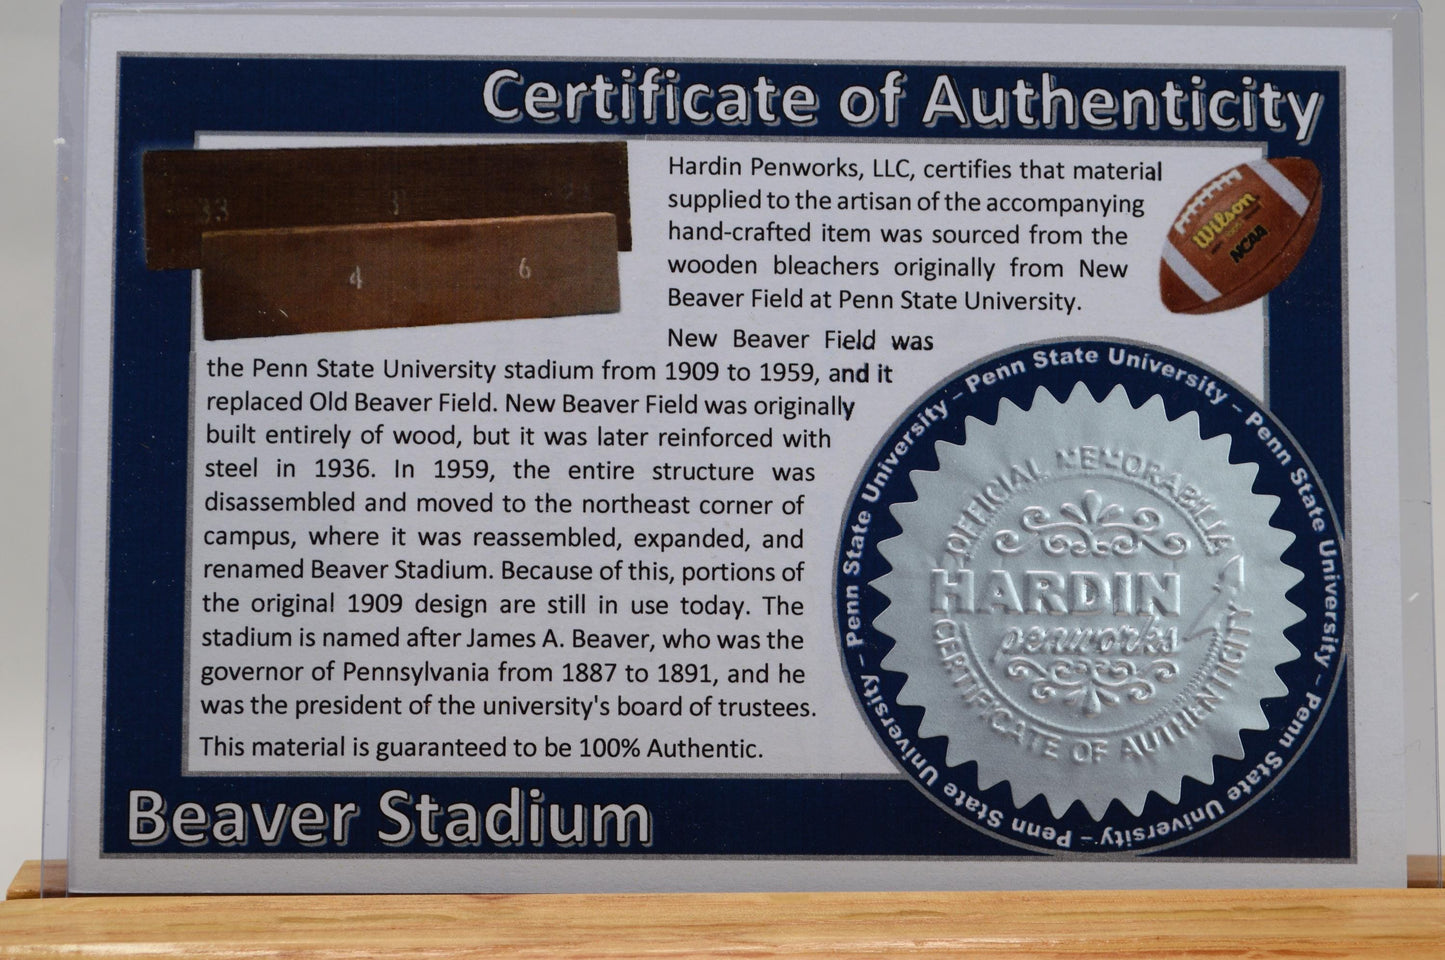 Certificate of Authenticity
33
4 6
Hardin Penworks, LLC, certifies that material
supplied to the artisan of the accompanying
hand-crafted item was sourced from the
wooden bleachers originally from New
Beaver Field at Penn State University.
Wilson
NCAA
New Beaver Field was
the Penn State University stadium from 1909 to 1959, and it
replaced Old Beaver Field. New Beaver Field was originally
built entirely of wood, but it was later reinforced with
steel in 1936. In 1959, the entire structure was
disassembled and moved to the northeast corner of
campus, where it was reassembled, expanded, and
renamed Beaver Stadium. Because of this, portions of
the original 1909 design are still in use today. The
stadium is named after James A. Beaver, who was the
governor of Pennsylvania from 1887 to 1891, and he
was the president of the university's board of trustees.
This material is guaranteed to be 100% Authentic.
Penn State University – Penn State University – Penn State University – Penn State University – Penn State University –
OFFICIAL MEMORABILIA
HARDIN
penworks
CERTIFICATE OF AUTHENTICITY
Beaver Stadium